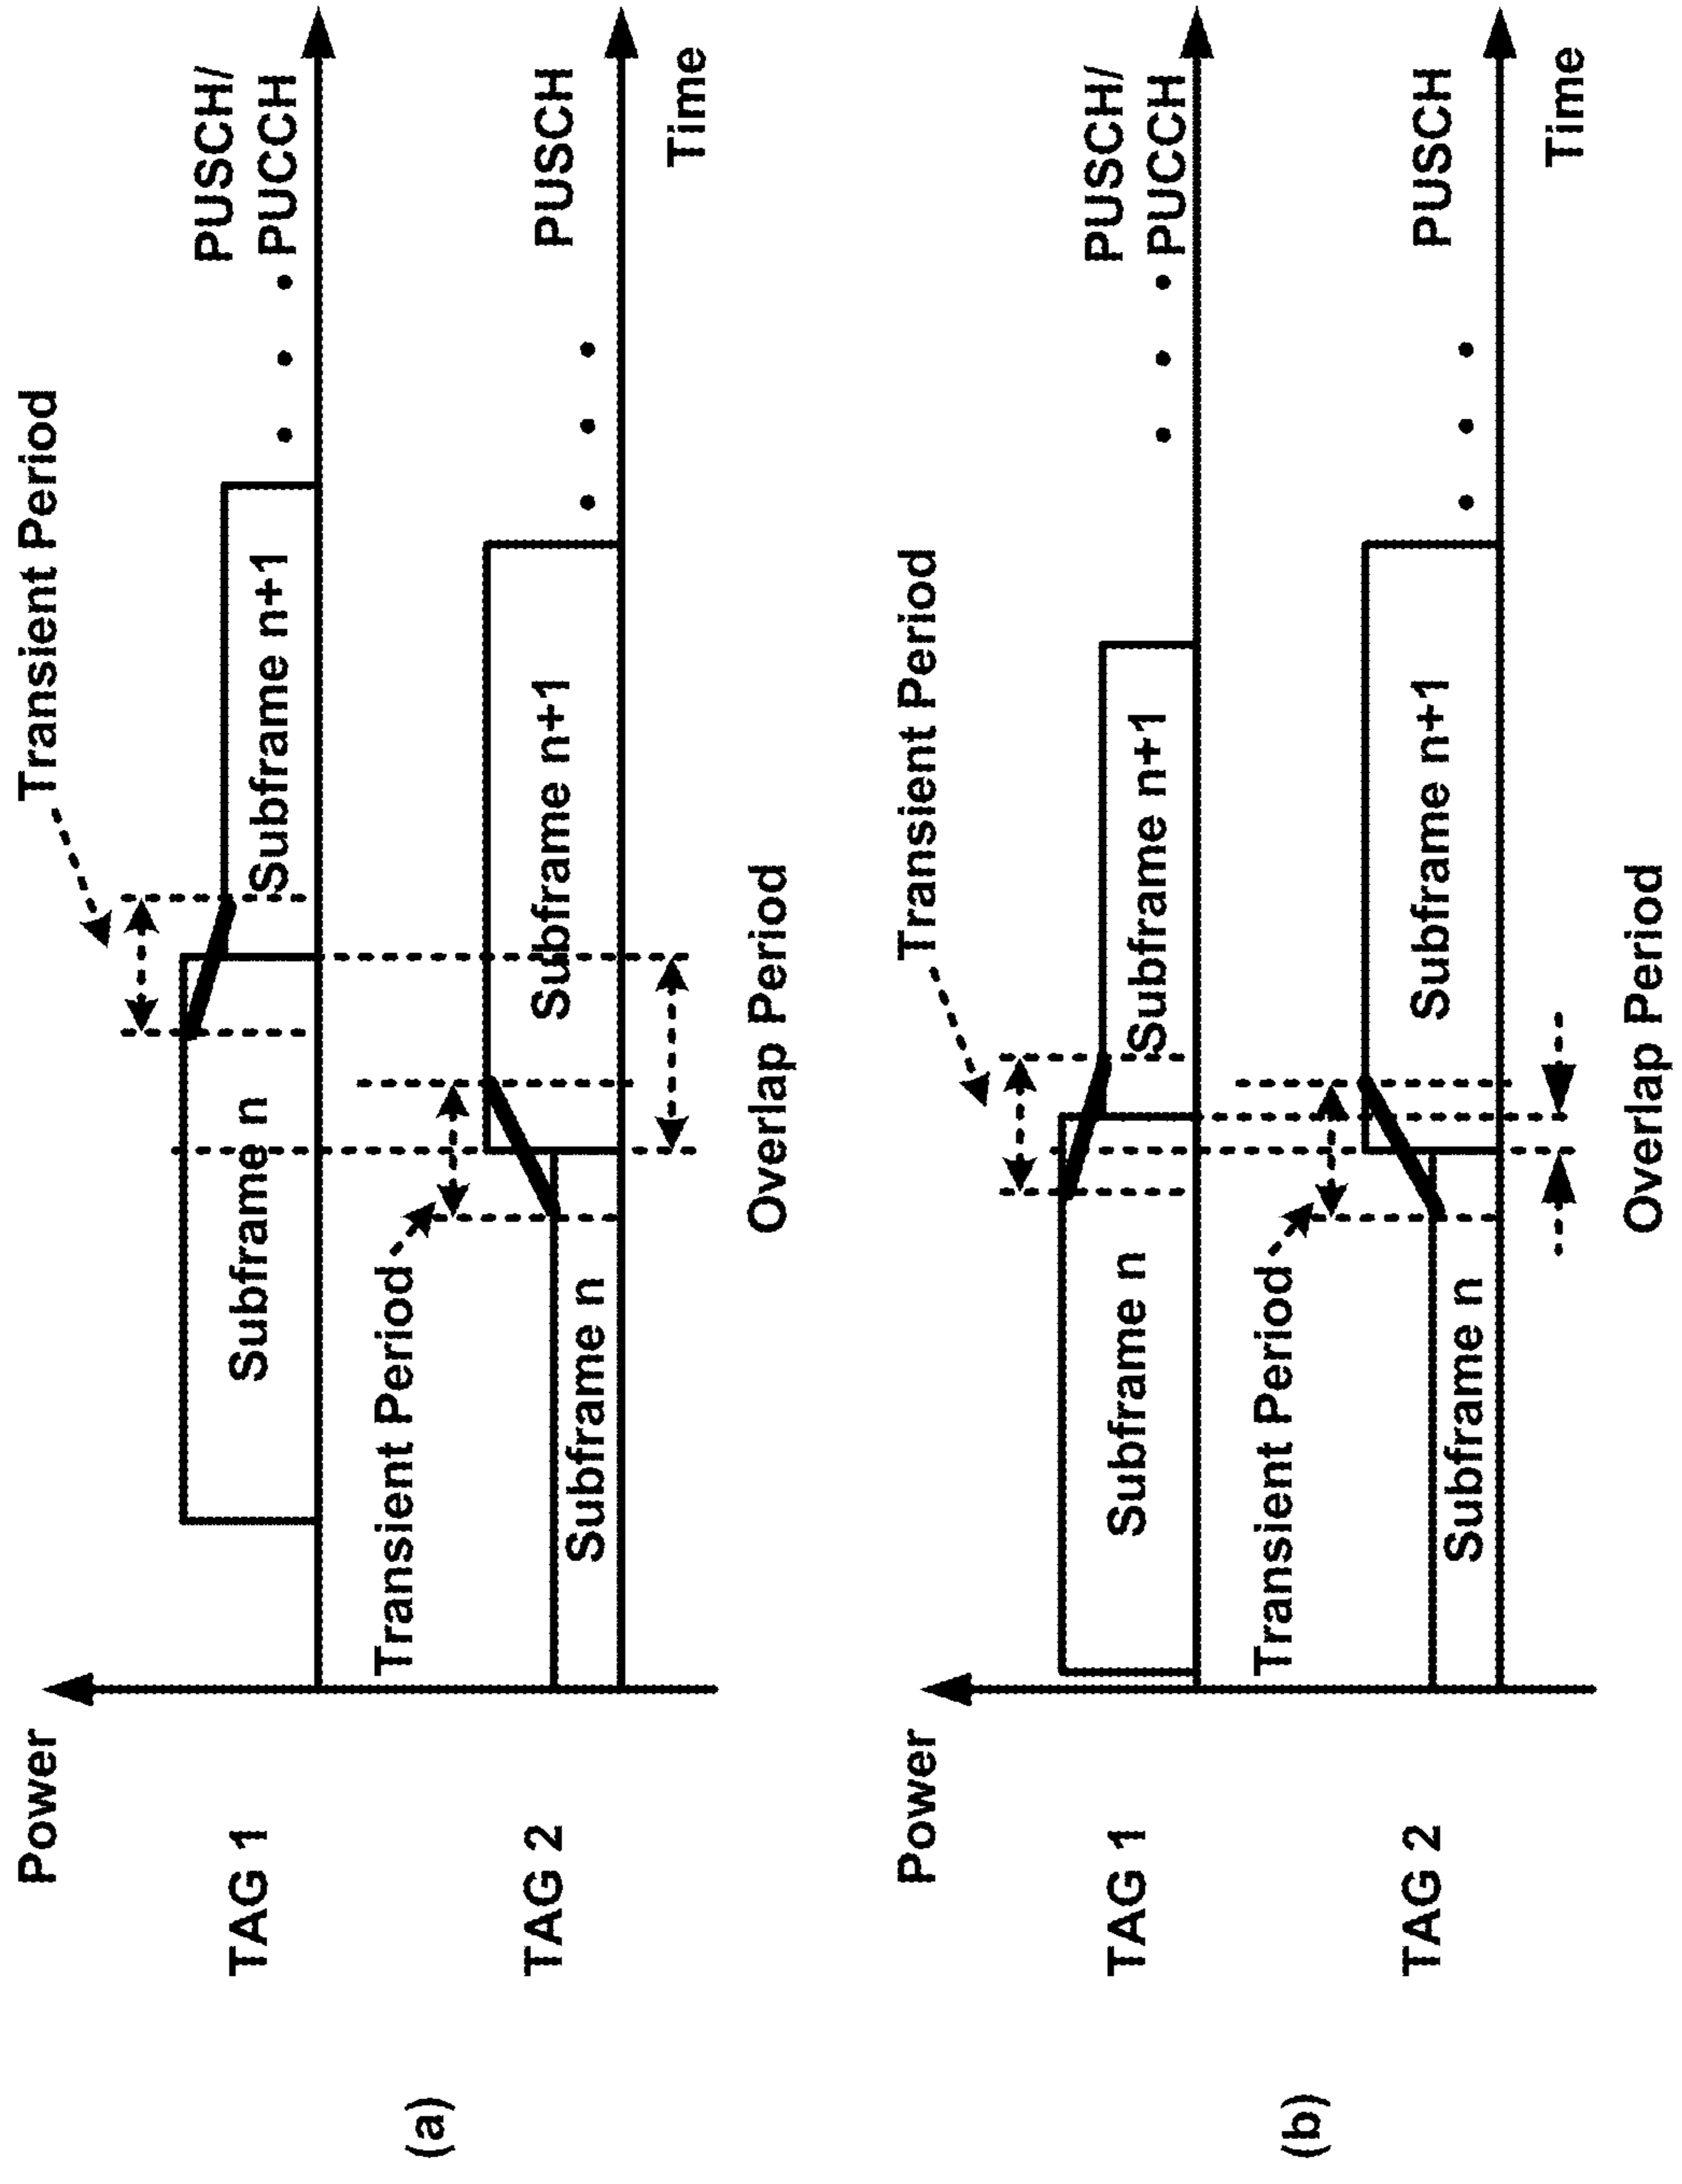 (a)
Power
TAG 1
TAG 2
Transient Period
Subframe n
Subframe n+1
PUSCH/
PUCCH
Transient Period
Subframe n
Subframe n+1
PUSCH
Time
Overlap Period
(b)
Power
TAG 1
TAG 2
Transient Period
Subframe n
Subframe n+1
PUSCH/
PUCCH
Transient Period
Subframe n
Subframe n+1
PUSCH
Time
Overlap Period